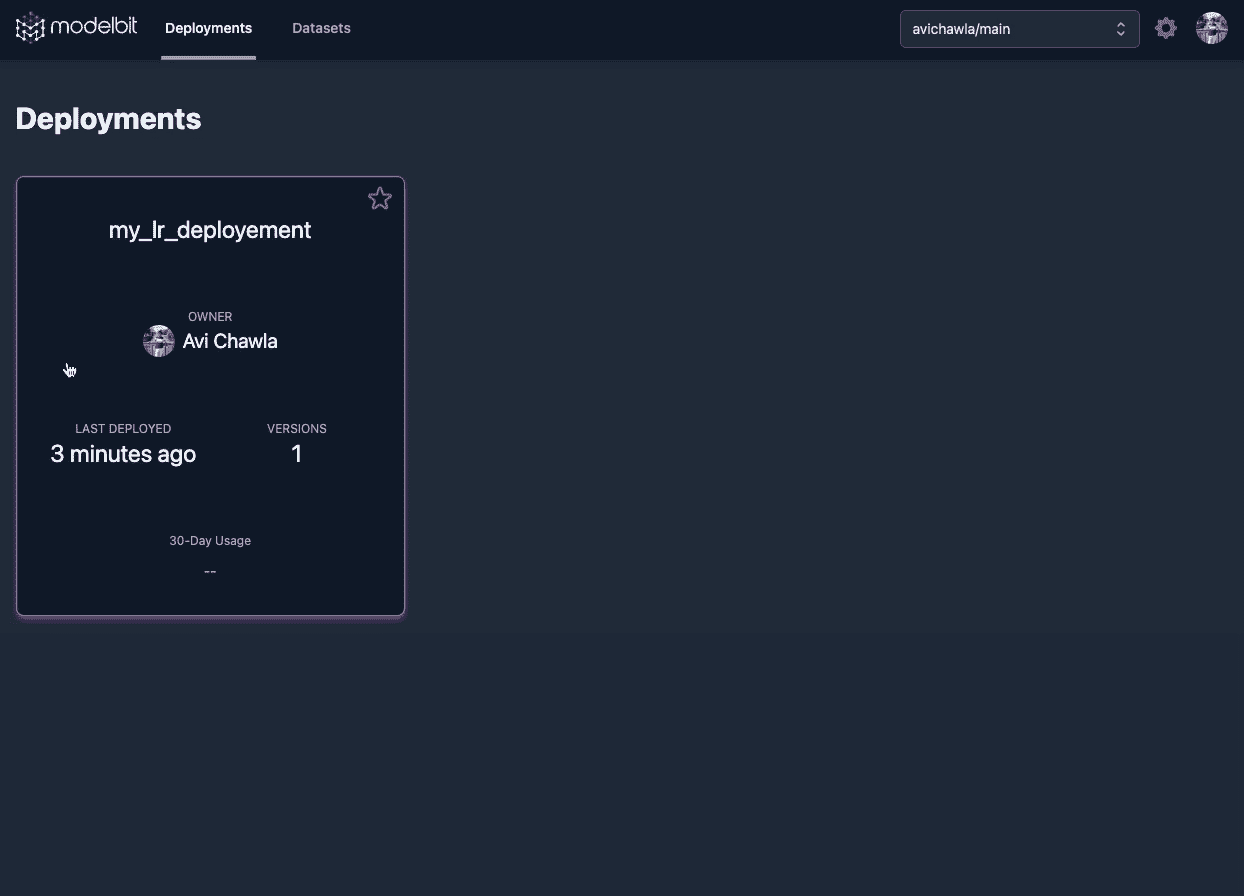 modelbit Deployments Datasets avichawla/main
Deployments
my_lr_deployement
OWNER
Avi Chawla
LAST DEPLOYED VERSIONS
3 minutes ago 1
30-Day Usage
--